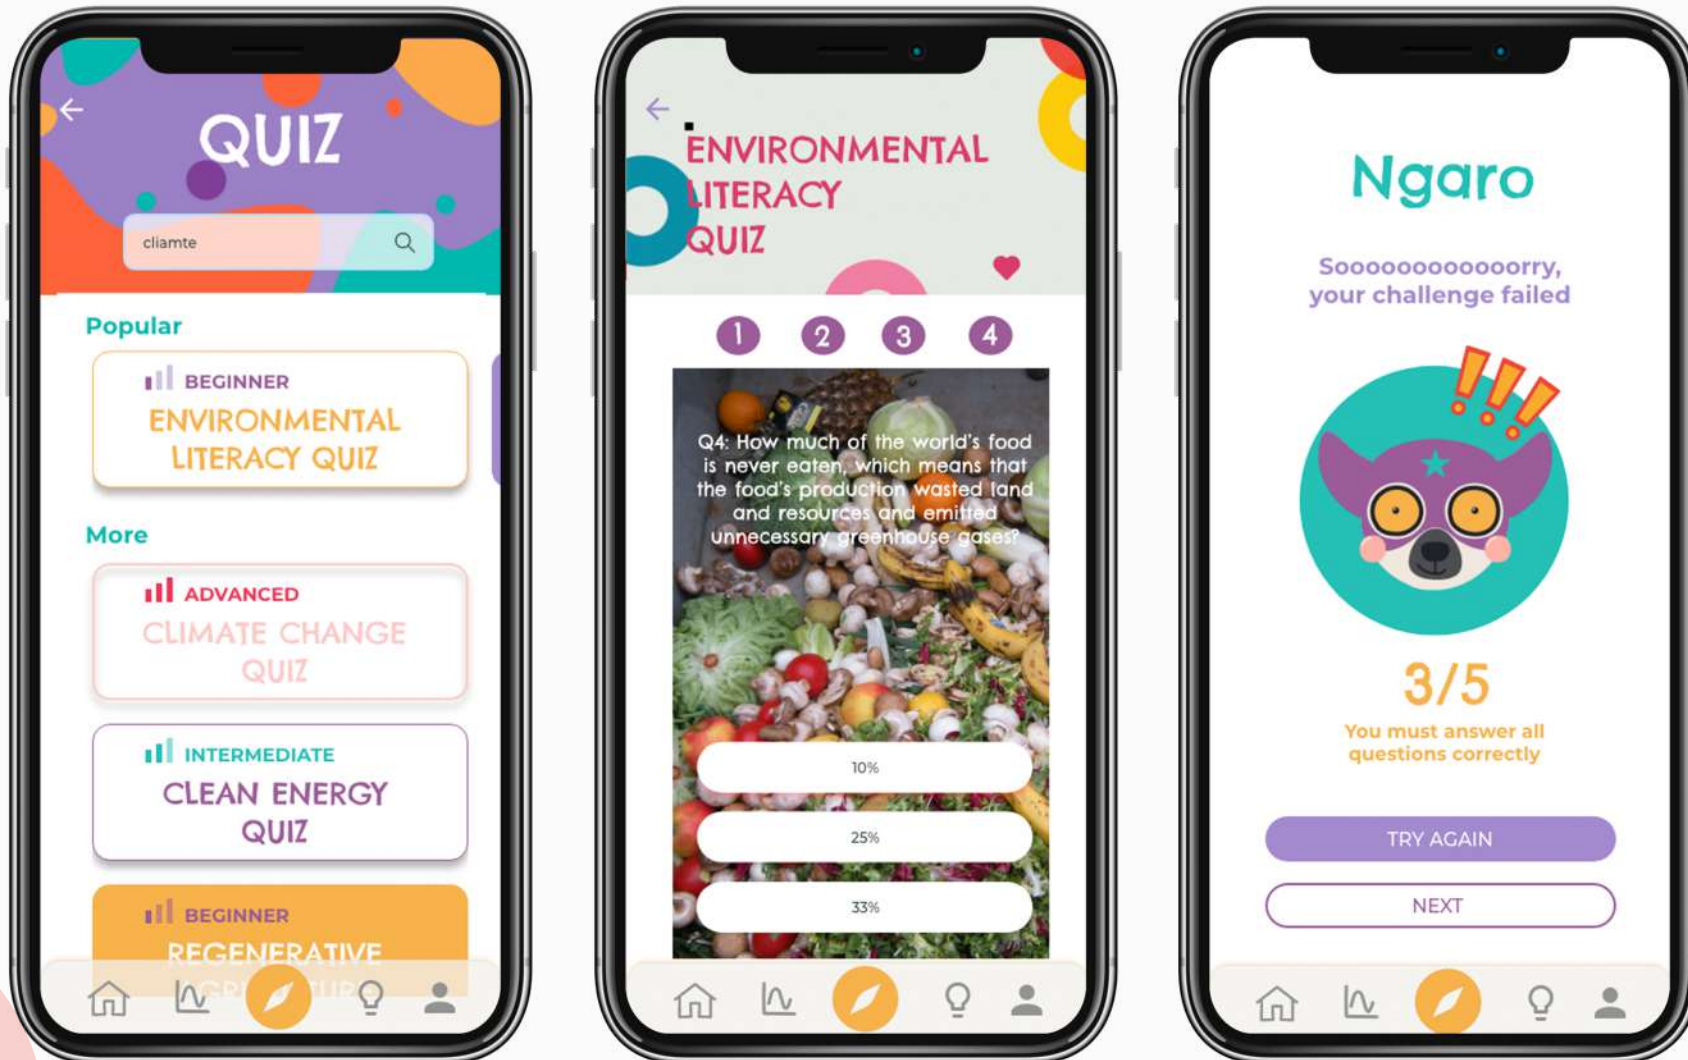 QUIZ
cliamte
Popular
BEGINNER
ENVIRONMENTAL
LITERACY QUIZ
More
ADVANCED
CLIMATE CHANGE
QUIZ
INTERMEDIATE
CLEAN ENERGY
QUIZ
BEGINNER
REGENERATIVE
AGRICULTURE
ENVIRONMENTAL
LITERACY
QUIZ
1 2 3 4
Q4: How much of the world's food
is never eaten, which means that
the food's production wasted land
and resources and emitted
unnecessary greenhouse gases?
10%
25%
33%
Ngaro
Sooooooooooooorry,
your challenge failed
!!!
3/5
You must answer all
questions correctly
TRY AGAIN
NEXT